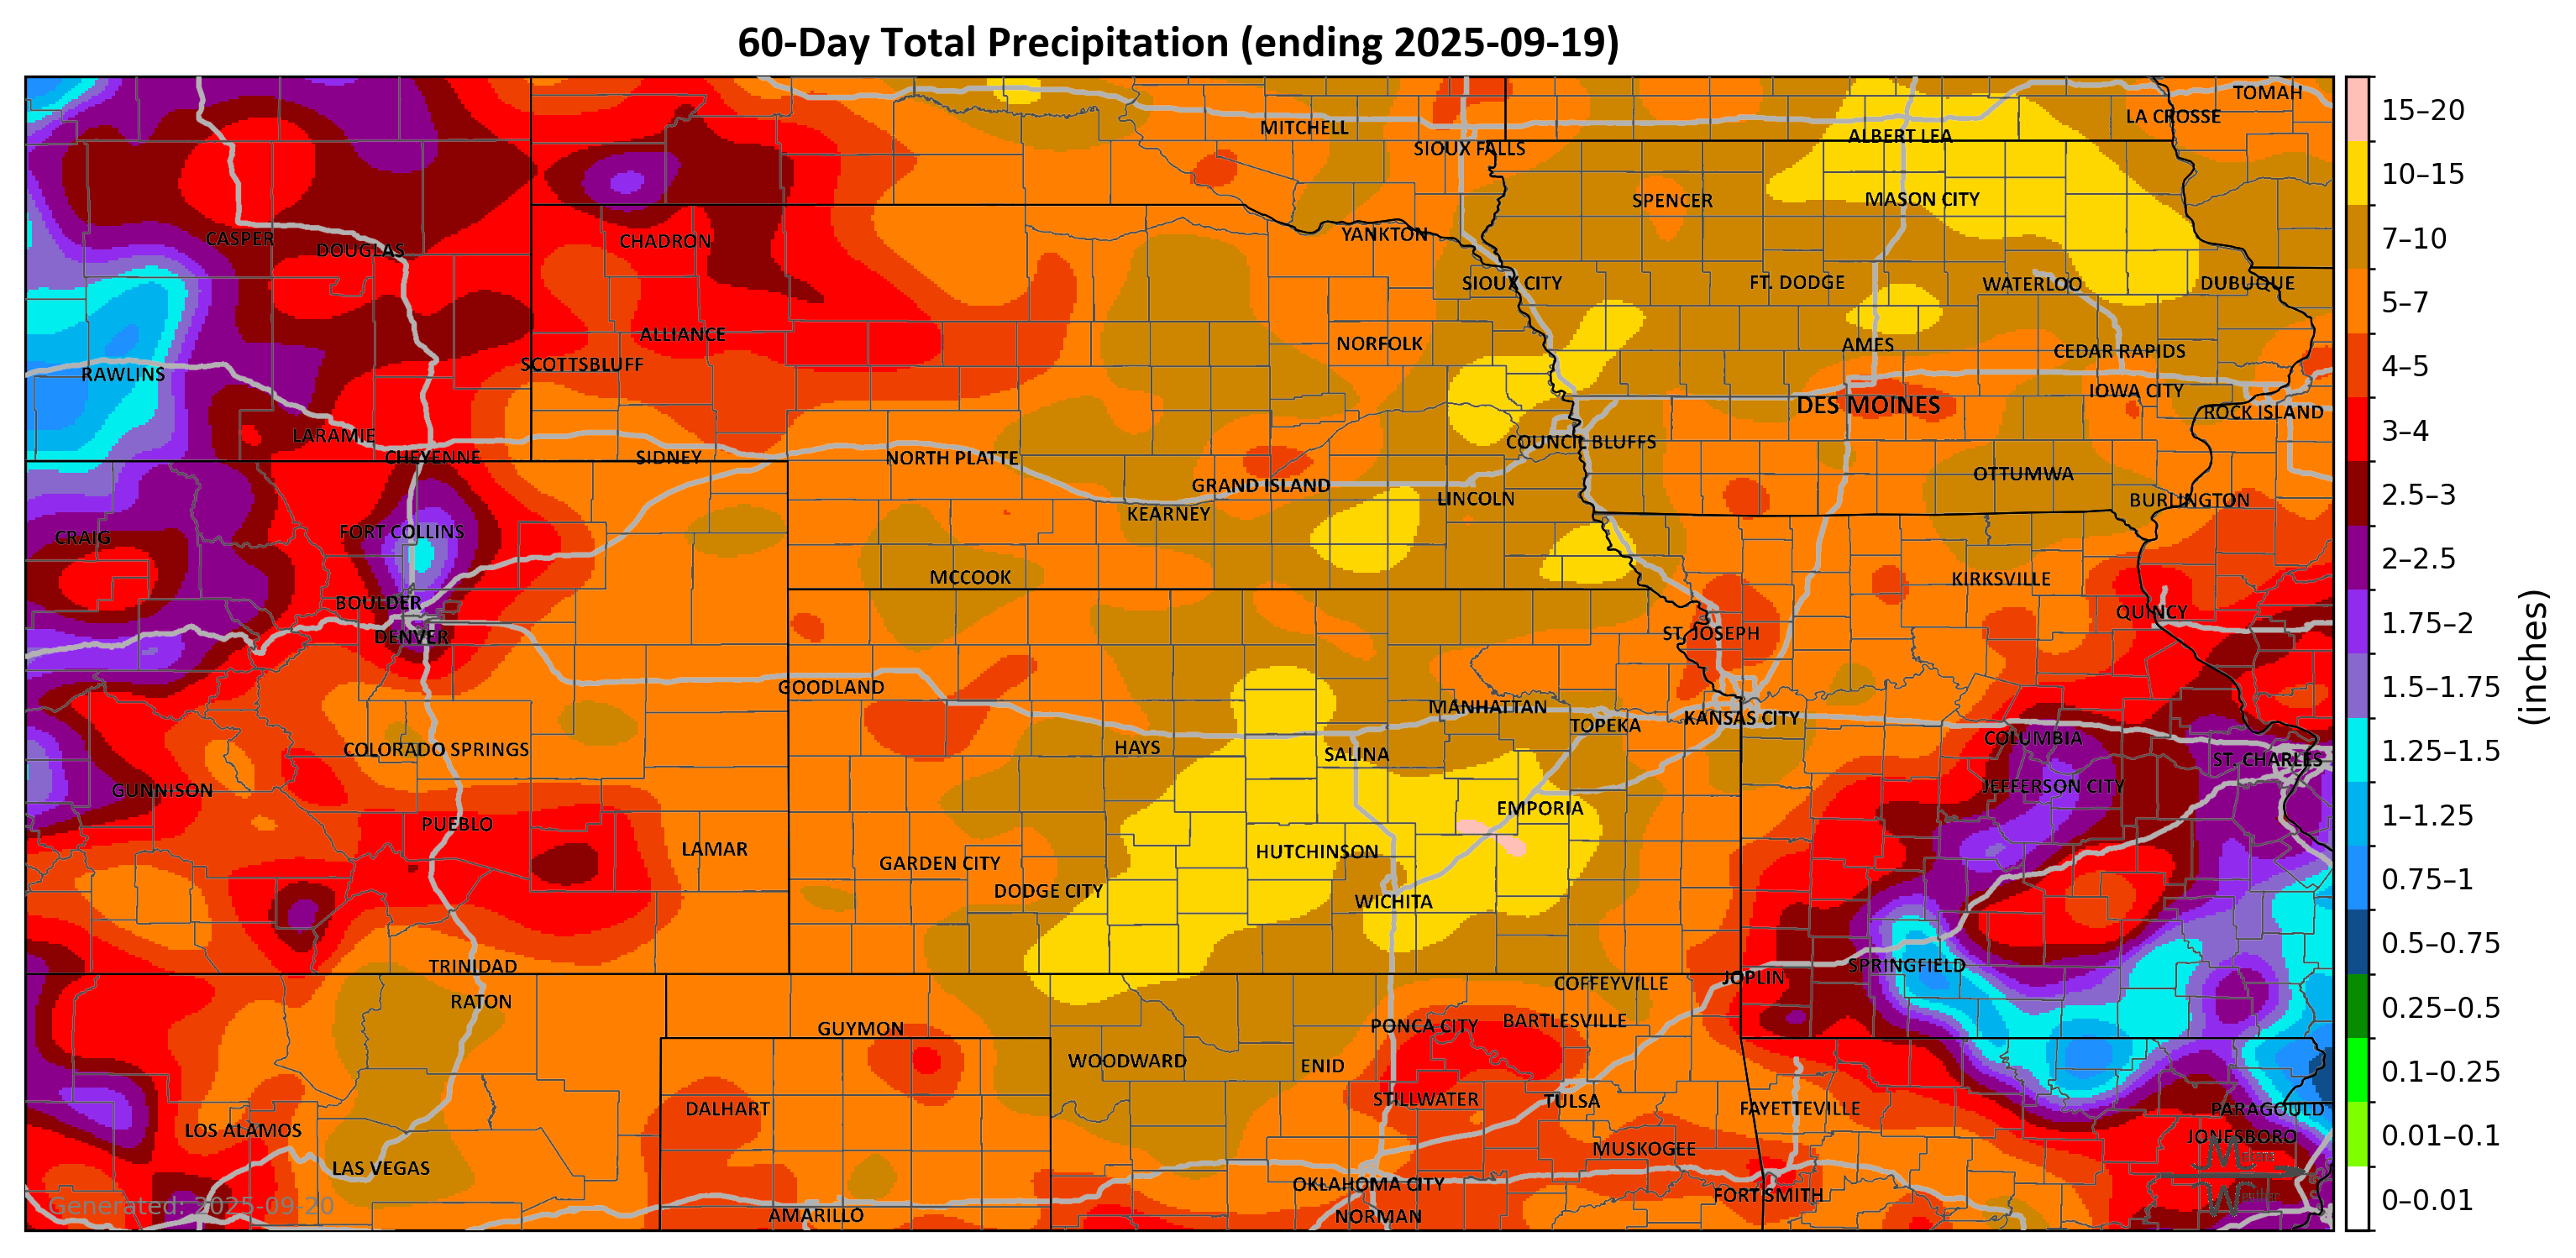 60-Day Total Precipitation (ending 2025-09-19)
TOMAH
LA CROSSE
MITCHELL
ALBERT LEA
SIOUX FALLS
SPENCER
MASON CITY
YANKTON
CASPER
DOUGLAS
CHADRON
SIOUX CITY
FT. DODGE
WATERLOO
DUBUQUE
ALLIANCE
NORFOLK
AMES
CEDAR RAPIDS
SCOTTSBLUFF
RAWLINS
IOWA CITY
DES MOINES
ROCK ISLAND
LARAMIE
COUNCIL BLUFFS
CHEYENNE
SIDNEY
NORTH PLATTE
OTTUMWA
GRAND ISLAND
LINCOLN
BURLINGTON
KEARNEY
FORT COLLINS
CRAIG
MCCOOK
KIRKSVILLE
BOULDER
QUINCY
DENVER
ST. JOSEPH
GOODLAND
MANHATTAN
TOPEKA
KANSAS CITY
COLUMBIA
COLORADO SPRINGS
HAYS
SALINA
ST. CHARLES
GUNNISON
JEFFERSON CITY
EMPORIA
PUEBLO
LAMAR
HUTCHINSON
GARDEN CITY
DODGE CITY
WICHITA
TRINIDAD
SPRINGFIELD
JOPLIN
COFFEYVILLE
RATON
GUYMON
PONCA CITY
BARTLESVILLE
WOODWARD
ENID
STILLWATER
TULSA
DALHART
FAYETTEVILLE
PARAGOULD
LOS ALAMOS
JONESBORO
MUSKOGEE
LAS VEGAS
OKLAHOMA CITY
FORT SMITH
AMARILLO
NORMAN
Generated: 2025-09-20
15–20
10–15
7–10
5–7
4–5
3–4
2.5–3
2–2.5
1.75–2
1.5–1.75
1.25–1.5
1–1.25
0.75–1
0.5–0.75
0.25–0.5
0.1–0.25
0.01–0.1
0–0.01
(inches)